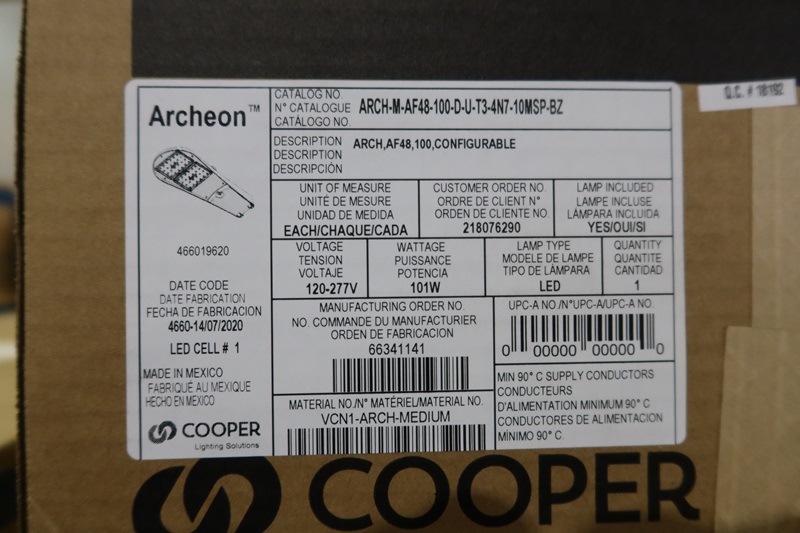 Q.C. # 18192
Archeon™
466019620
DATE CODE
DATE FABRICATION
FECHA DE FABRICACIÓN
4660-14/07/2020
LED CELL# 1
MADE IN MEXICO
FABRIQUÉ AU MEXIQUE
HECHO EN MEXICO
COOPER
Lighting Solutions
CATALOG NO.
N° CATALOGUE ARCH-M-AF48-100-D-U-T3-4N7-10MSP-BZ
CATÁLOGO NO.
DESCRIPTION ARCH,AF48,100,CONFIGURABLE
DESCRIPTION
DESCRIPCIÓN
UNIT OF MEASURE
UNITÉ DE MESURE
UNIDAD DE MEDIDA
EACH/CHAQUE/CADA
CUSTOMER ORDER NO.
ORDRE DE CLIENT N°
ORDEN DE CLIENTE NO.
218076290
LAMP INCLUDED
LAMPE INCLUSE
LÁMPARA INCLUIDA
YES/OUI/SI
VOLTAGE
TENSION
VOLTAJE
120-277V
WATTAGE
PUISSANCE
POTENCIA
101W
LAMP TYPE
MODELE DE LAMPE
TIPO DE LÁMPARA
LED
QUANTITY
QUANTITE
CANTIDAD
1
MANUFACTURING ORDER NO.
NO. COMMANDE DU MANUFACTURIER
ORDEN DE FABRICACION
66341141
UPC-A NO./N°UPC-A/UPC-A NO.
0 00000 00000 0
MATERIAL NO./N° MATÉRIEL/MATERIAL NO.
VCN1-ARCH-MEDIUM
MIN 90° C SUPPLY CONDUCTORS
CONDUCTEURS
D'ALIMENTATION MINIMUM 90° C
CONDUCTORES DE ALIMENTACION
MÍNIMO 90° C.
COOPER